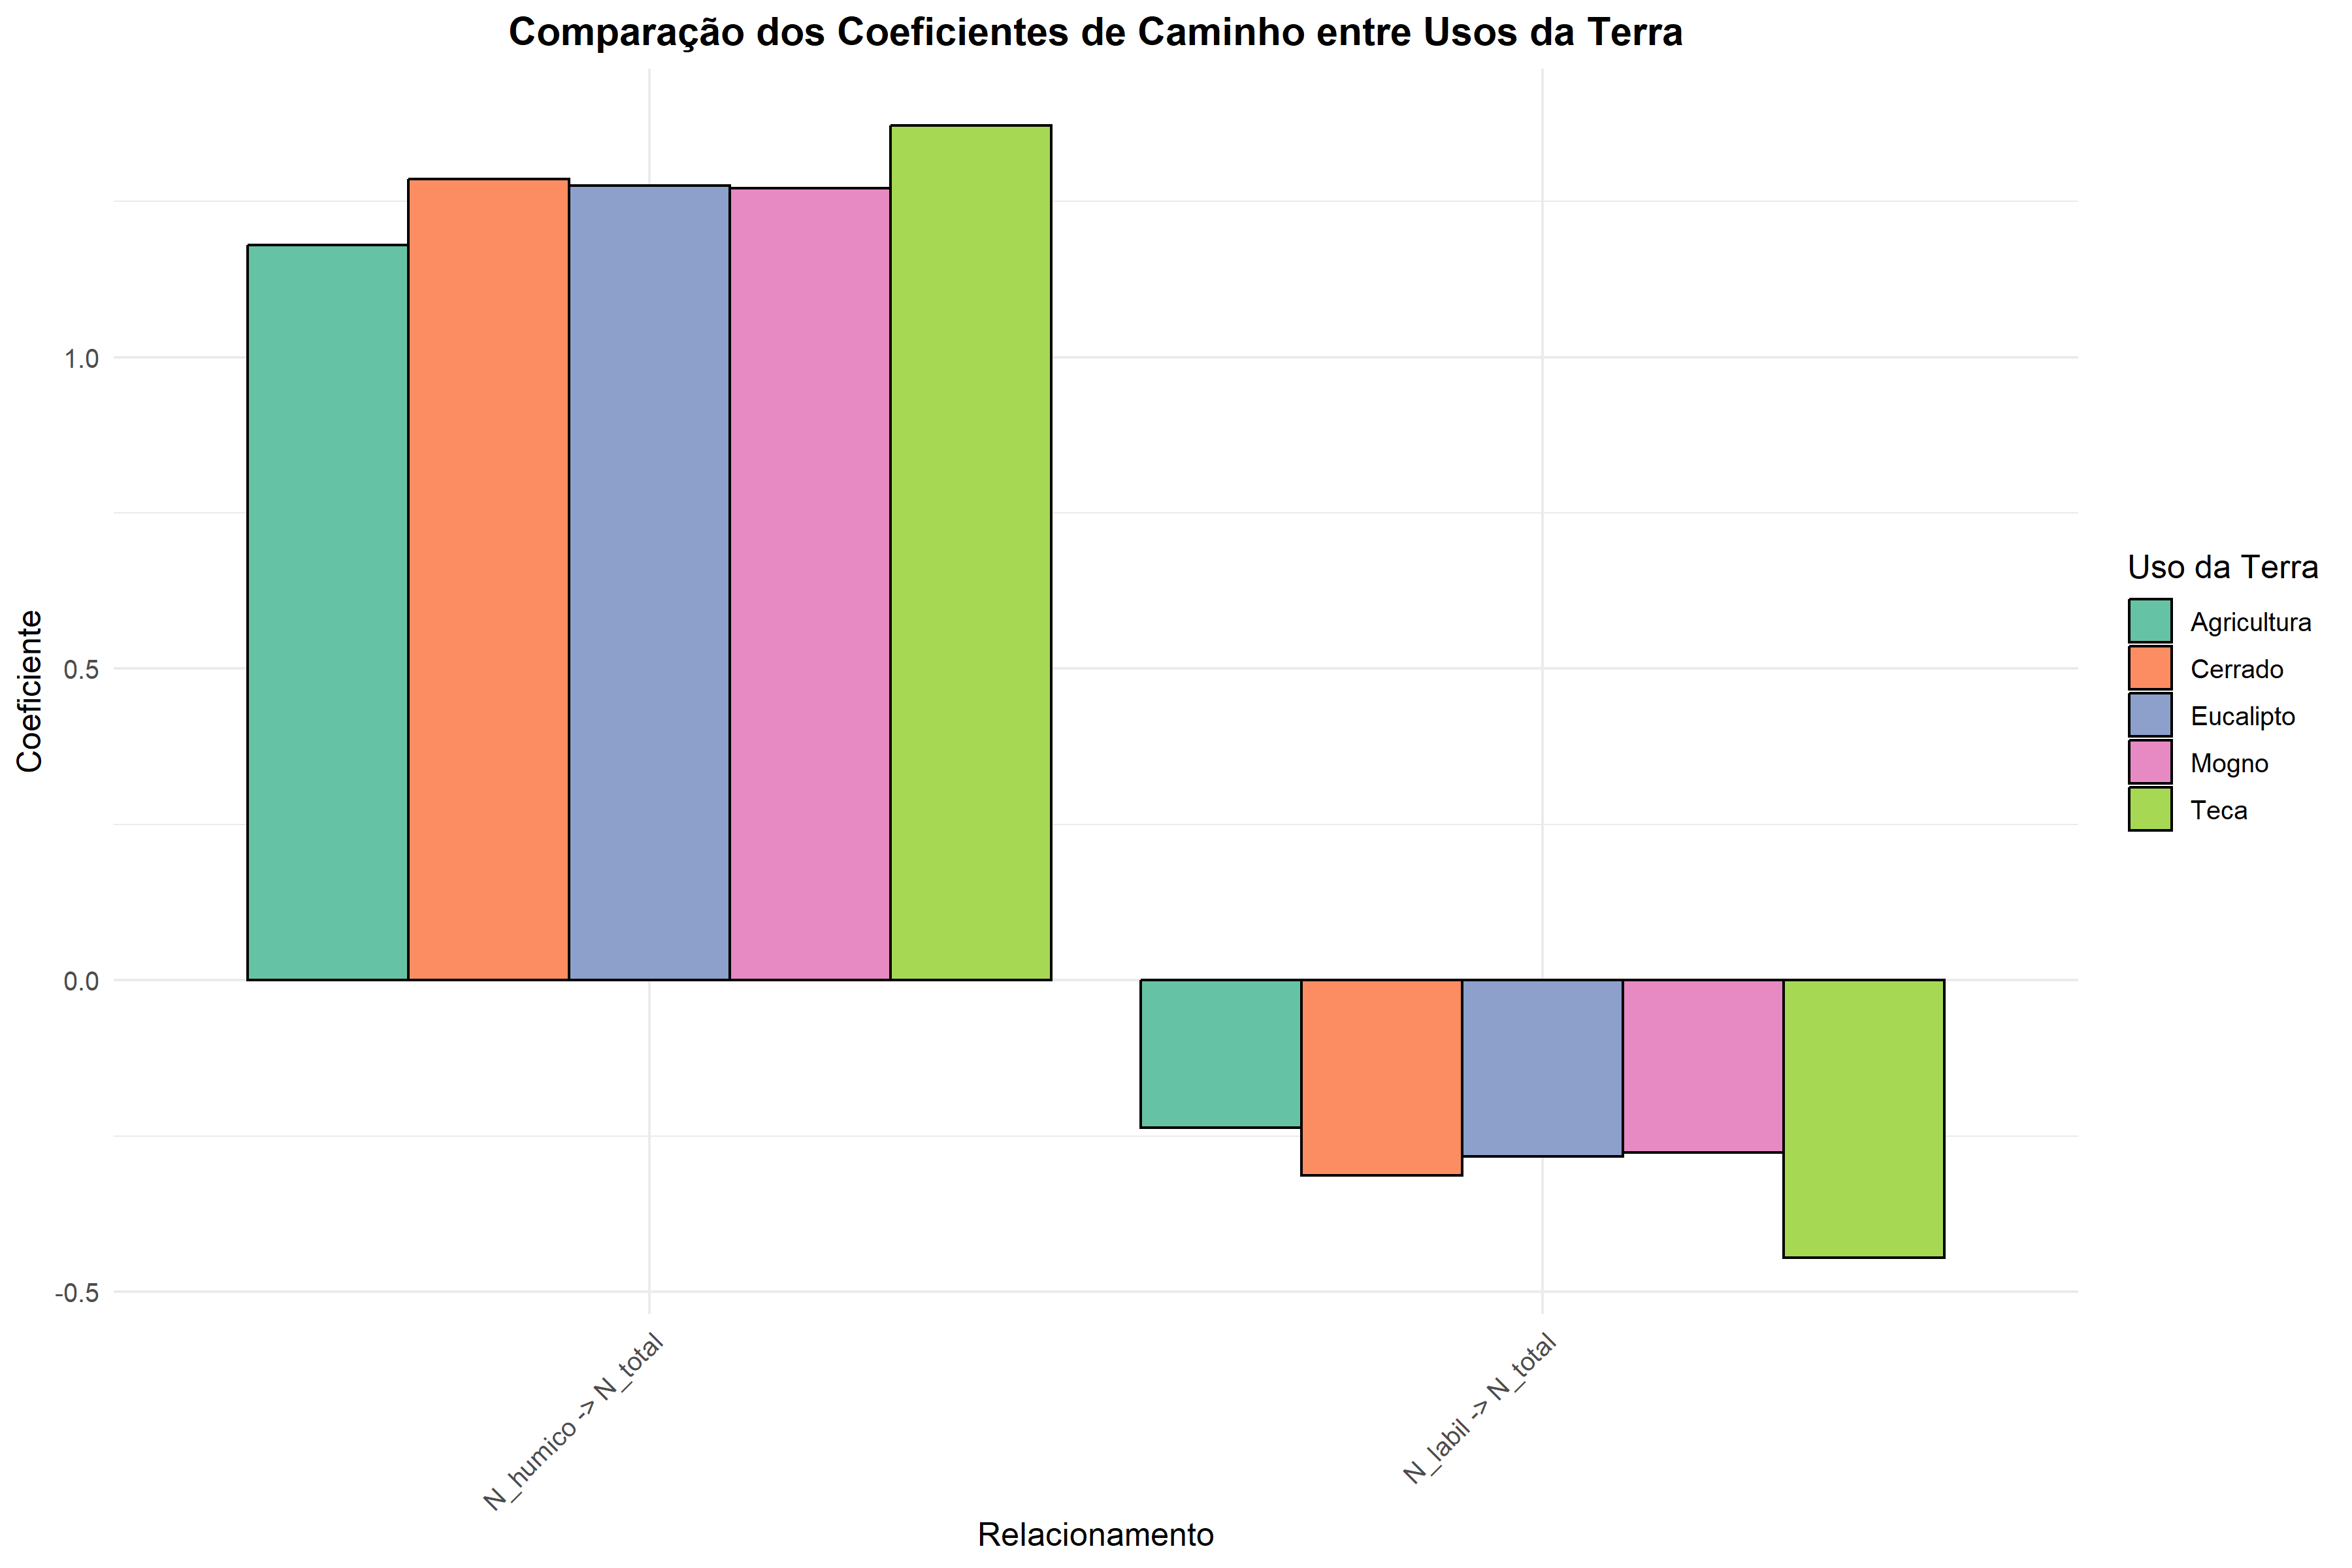 Comparação dos Coeficientes de Caminho entre Usos da Terra
Coeficiente
1.0
0.5
0.0
-0.5
N_humico -> N_total
N_labil -> N_total
Relacionamento
Uso da Terra
Agricultura
Cerrado
Eucalipto
Mogno
Teca